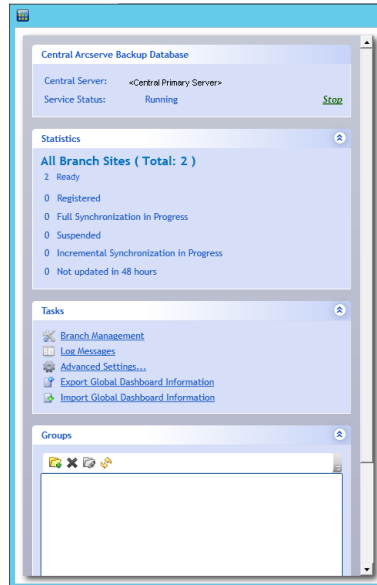 Central Arcserve Backup Database
Central Server: <Central Primary Server>
Service Status: Running Stop
Statistics
All Branch Sites ( Total: 2 )
2 Ready
0 Registered
0 Full Synchronization in Progress
0 Suspended
0 Incremental Synchronization in Progress
0 Not updated in 48 hours
Tasks
Branch Management
Log Messages
Advanced Settings...
Export Global Dashboard Information
Import Global Dashboard Information
Groups